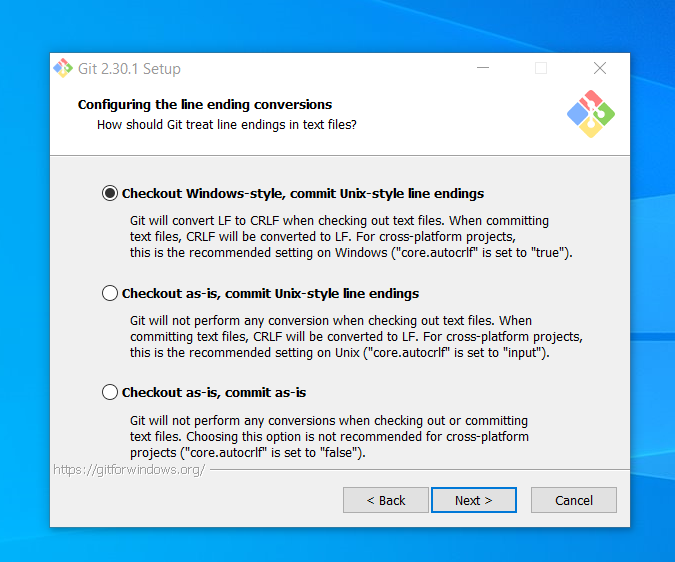 Git 2.30.1 Setup
Configuring the line ending conversions
How should Git treat line endings in text files?
Checkout Windows-style, commit Unix-style line endings
Git will convert LF to CRLF when checking out text files. When committing
text files, CRLF will be converted to LF. For cross-platform projects,
this is the recommended setting on Windows ("core.autocrlf" is set to "true").
Checkout as-is, commit Unix-style line endings
Git will not perform any conversion when checking out text files. When
committing text files, CRLF will be converted to LF. For cross-platform projects,
this is the recommended setting on Unix ("core.autocrlf" is set to "input").
Checkout as-is, commit as-is
Git will not perform any conversions when checking out or committing
text files. Choosing this option is not recommended for cross-platform
projects ("core.autocrlf" is set to "false").
https://gitforwindows.org/
< Back
Next >
Cancel